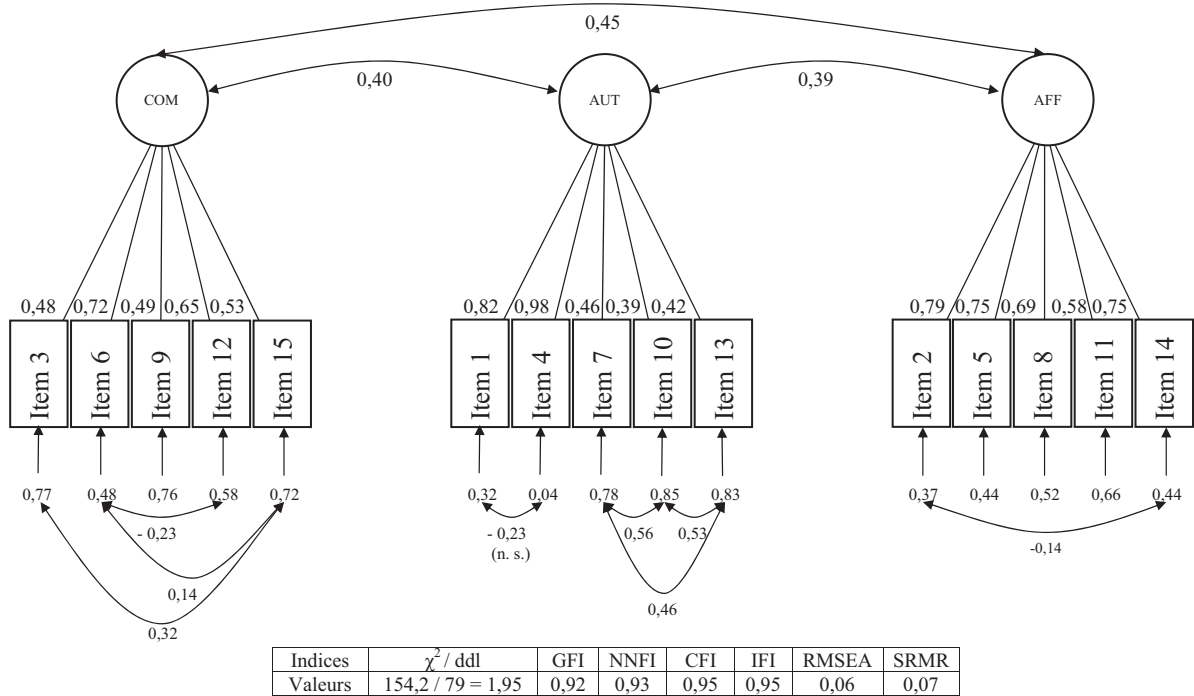 0,45
0,40
0,39
COM
AUT
AFF
0,48 0,72 0,49 0,65 0,53
0,82 0,98 0,46 0,39 0,42
0,79 0,75 0,69 0,58 0,75
Item 3
Item 6
Item 9
Item 12
Item 15
Item 1
Item 4
Item 7
Item 10
Item 13
Item 2
Item 5
Item 8
Item 11
Item 14
0,77 0,48 0,76 0,58 0,72
0,32 0,04 0,78 0,85 0,83
0,37 0,44 0,52 0,66 0,44
- 0,23
0,14
0,32
- 0,23
(n. s.)
0,56
0,53
0,46
-0,14
Indices χ² / ddl GFI NNFI CFI IFI RMSEA SRMR
Valeurs 154,2 / 79 = 1,95 0,92 0,93 0,95 0,95 0,06 0,07